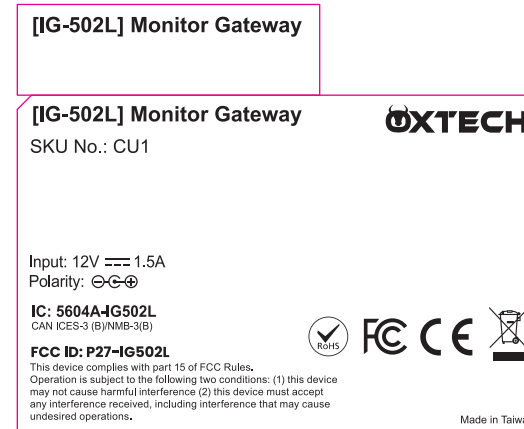 [IG-502L] Monitor Gateway
[IG-502L] Monitor Gateway
OXTECH
SKU No.: CU1
Input: 12V ⎓ 1.5A
Polarity:
IC: 5604A-IG502L
CAN ICES-3 (B)/NMB-3(B)
RoHS
FC CE
FCC ID: P27-IG502L
This device complies with part 15 of FCC Rules.
Operation is subject to the following two conditions: (1) this device
may not cause harmful interference (2) this device must accept
any interference received, including interference that may cause
undesired operations.
Made in Taiwa